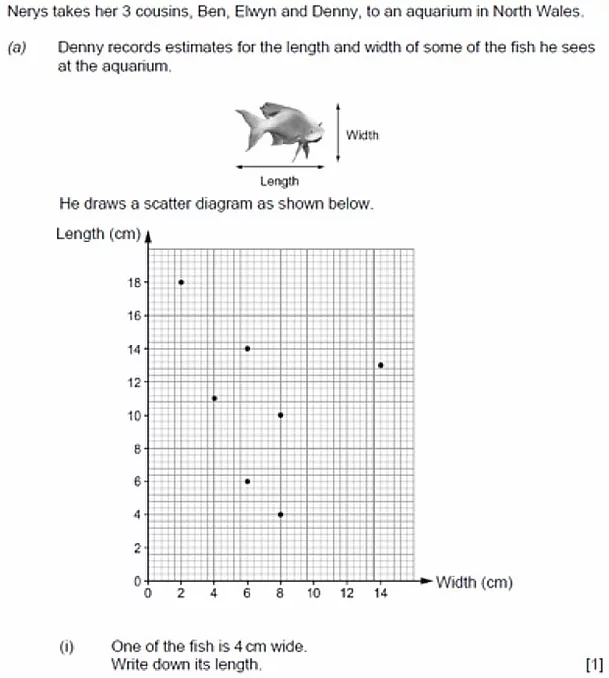 Nerys takes her 3 cousins, Ben, Elwyn and Denny, to an aquarium in North Wales.
(a) Denny records estimates for the length and width of some of the fish he sees
at the aquarium.
Width
Length
He draws a scatter diagram as shown below.
Length (cm)
18
16
14
12
10
8
6
4
2
0
0 2 4 6 8 10 12 14
Width (cm)
(i) One of the fish is 4 cm wide.
Write down its length. [1]